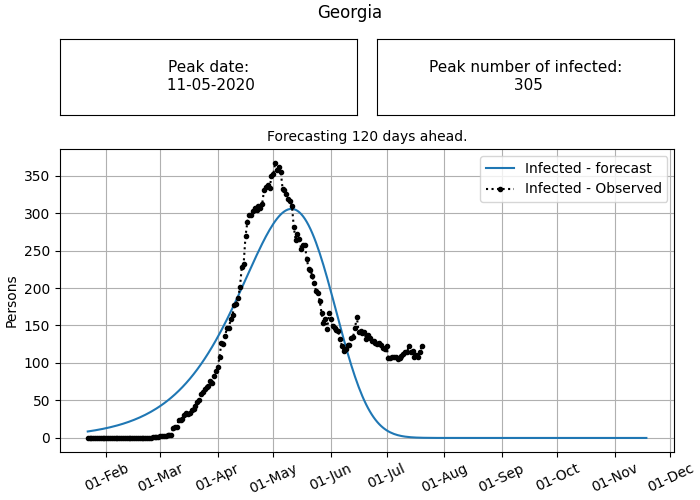 Georgia
Peak date:
11-05-2020
Peak number of infected:
305
Forecasting 120 days ahead.
Infected - forecast
Infected - Observed
Persons
350
300
250
200
150
100
50
0
01-Feb
01-Mar
01-Apr
01-May
01-Jun
01-Jul
01-Aug
01-Sep
01-Oct
01-Nov
01-Dec